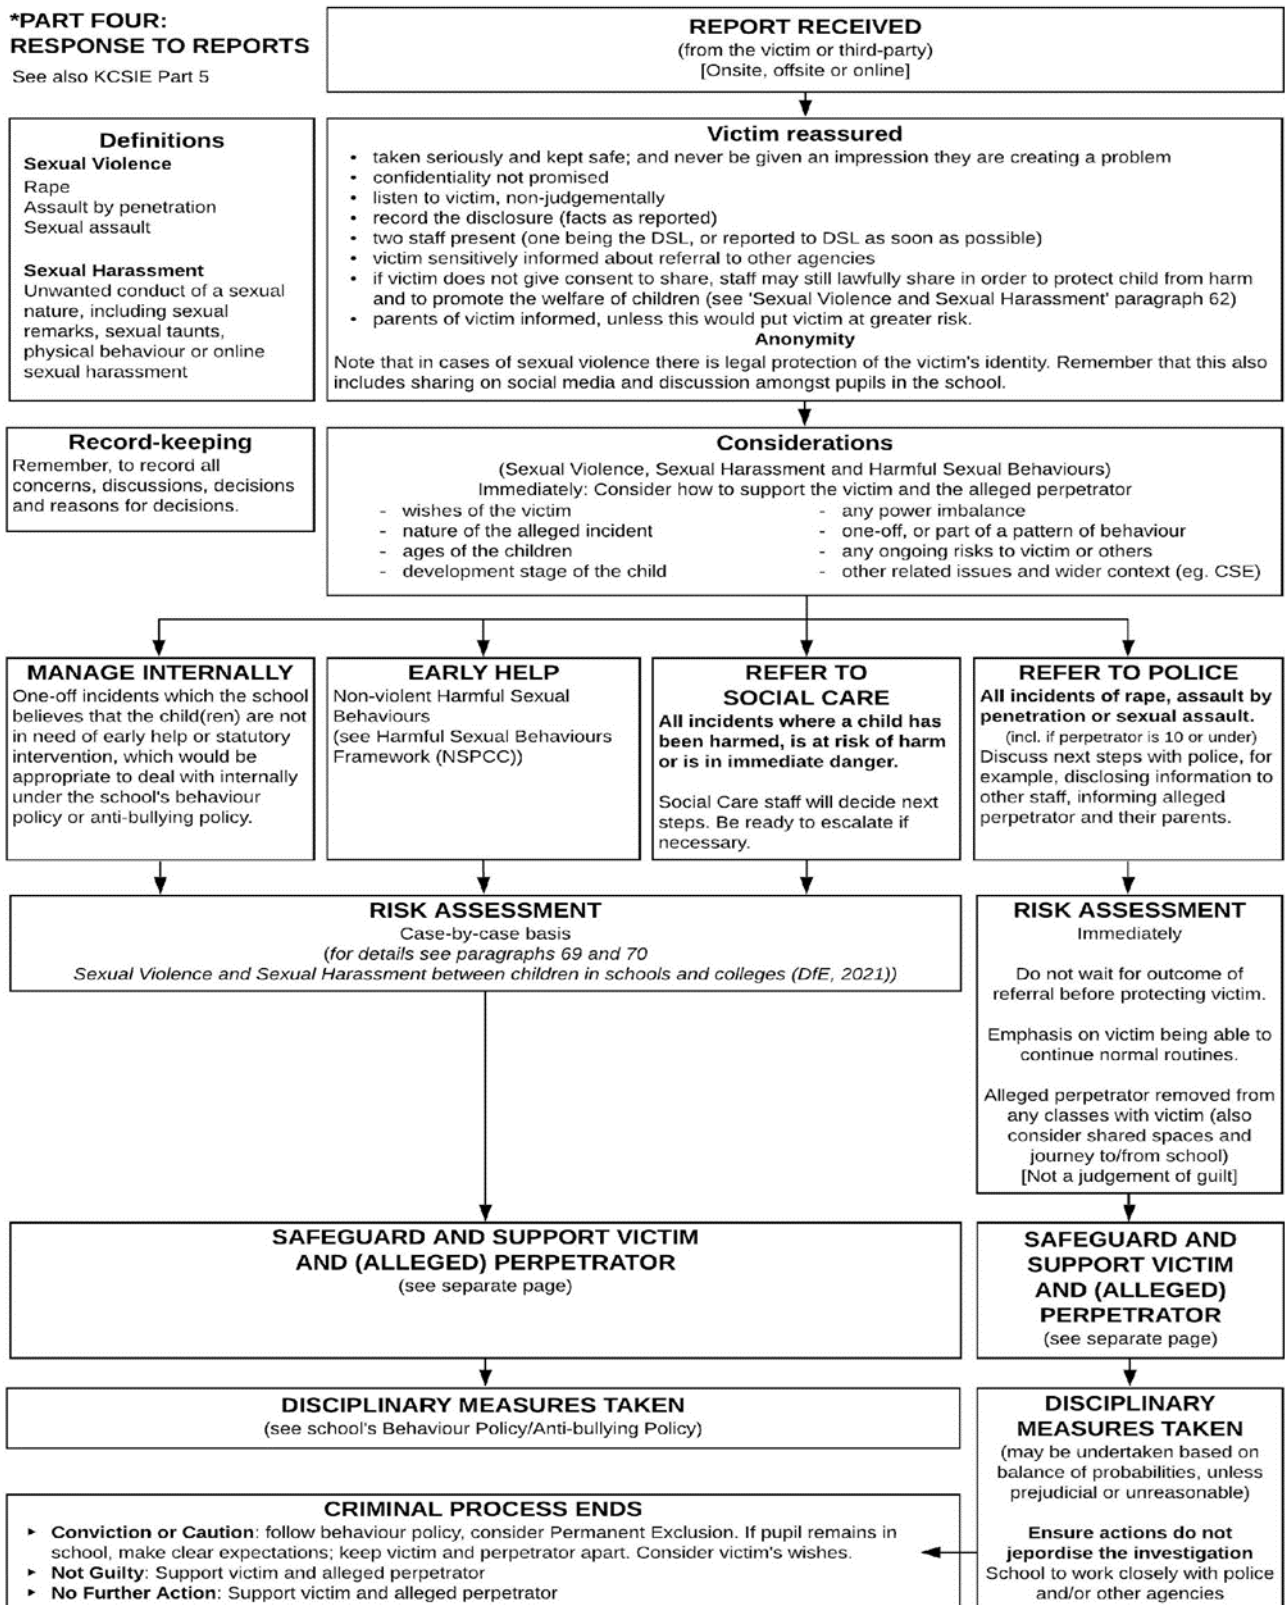 *PART FOUR:
RESPONSE TO REPORTS
See also KCSIE Part 5
REPORT RECEIVED
(from the victim or third-party)
[Onsite, offsite or online]
Definitions
Sexual Violence
Rape
Assault by penetration
Sexual assault
Sexual Harassment
Unwanted conduct of a sexual
nature, including sexual
remarks, sexual taunts,
physical behaviour or online
sexual harassment
Victim reassured
• taken seriously and kept safe; and never be given an impression they are creating a problem
• confidentiality not promised
• listen to victim, non-judgementally
• record the disclosure (facts as reported)
• two staff present (one being the DSL, or reported to DSL as soon as possible)
• victim sensitively informed about referral to other agencies
• if victim does not give consent to share, staff may still lawfully share in order to protect child from harm
and to promote the welfare of children (see 'Sexual Violence and Sexual Harassment' paragraph 62)
• parents of victim informed, unless this would put victim at greater risk.
Anonymity
Note that in cases of sexual violence there is legal protection of the victim's identity. Remember that this also
includes sharing on social media and discussion amongst pupils in the school.
Record-keeping
Remember, to record all
concerns, discussions, decisions
and reasons for decisions.
Considerations
(Sexual Violence, Sexual Harassment and Harmful Sexual Behaviours)
Immediately: Consider how to support the victim and the alleged perpetrator
- wishes of the victim
- nature of the alleged incident
- ages of the children
- development stage of the child
- any power imbalance
- one-off, or part of a pattern of behaviour
- any ongoing risks to victim or others
- other related issues and wider context (eg. CSE)
MANAGE INTERNALLY
One-off incidents which the school
believes that the child(ren) are not
in need of early help or statutory
intervention, which would be
appropriate to deal with internally
under the school's behaviour
policy or anti-bullying policy.
EARLY HELP
Non-violent Harmful Sexual
Behaviours
(see Harmful Sexual Behaviours
Framework (NSPCC))
REFER TO
SOCIAL CARE
All incidents where a child has
been harmed, is at risk of harm
or is in immediate danger.
Social Care staff will decide next
steps. Be ready to escalate if
necessary.
REFER TO POLICE
All incidents of rape, assault by
penetration or sexual assault.
(incl. if perpetrator is 10 or under)
Discuss next steps with police, for
example, disclosing information to
other staff, informing alleged
perpetrator and their parents.
RISK ASSESSMENT
Case-by-case basis
(for details see paragraphs 69 and 70
Sexual Violence and Sexual Harassment between children in schools and colleges (DfE, 2021))
RISK ASSESSMENT
Immediately
Do not wait for outcome of
referral before protecting victim.
Emphasis on victim being able to
continue normal routines.
Alleged perpetrator removed from
any classes with victim (also
consider shared spaces and
journey to/from school)
[Not a judgement of guilt]
SAFEGUARD AND SUPPORT VICTIM
AND (ALLEGED) PERPETRATOR
(see separate page)
SAFEGUARD AND
SUPPORT VICTIM
AND (ALLEGED)
PERPETRATOR
(see separate page)
DISCIPLINARY MEASURES TAKEN
(see school's Behaviour Policy/Anti-bullying Policy)
DISCIPLINARY
MEASURES TAKEN
(may be undertaken based on
balance of probabilities, unless
prejudicial or unreasonable)
Ensure actions do not
jepordise the investigation
School to work closely with police
and/or other agencies
CRIMINAL PROCESS ENDS
▸ Conviction or Caution: follow behaviour policy, consider Permanent Exclusion. If pupil remains in
school, make clear expectations; keep victim and perpetrator apart. Consider victim's wishes.
▸ Not Guilty: Support victim and alleged perpetrator
▸ No Further Action: Support victim and alleged perpetrator